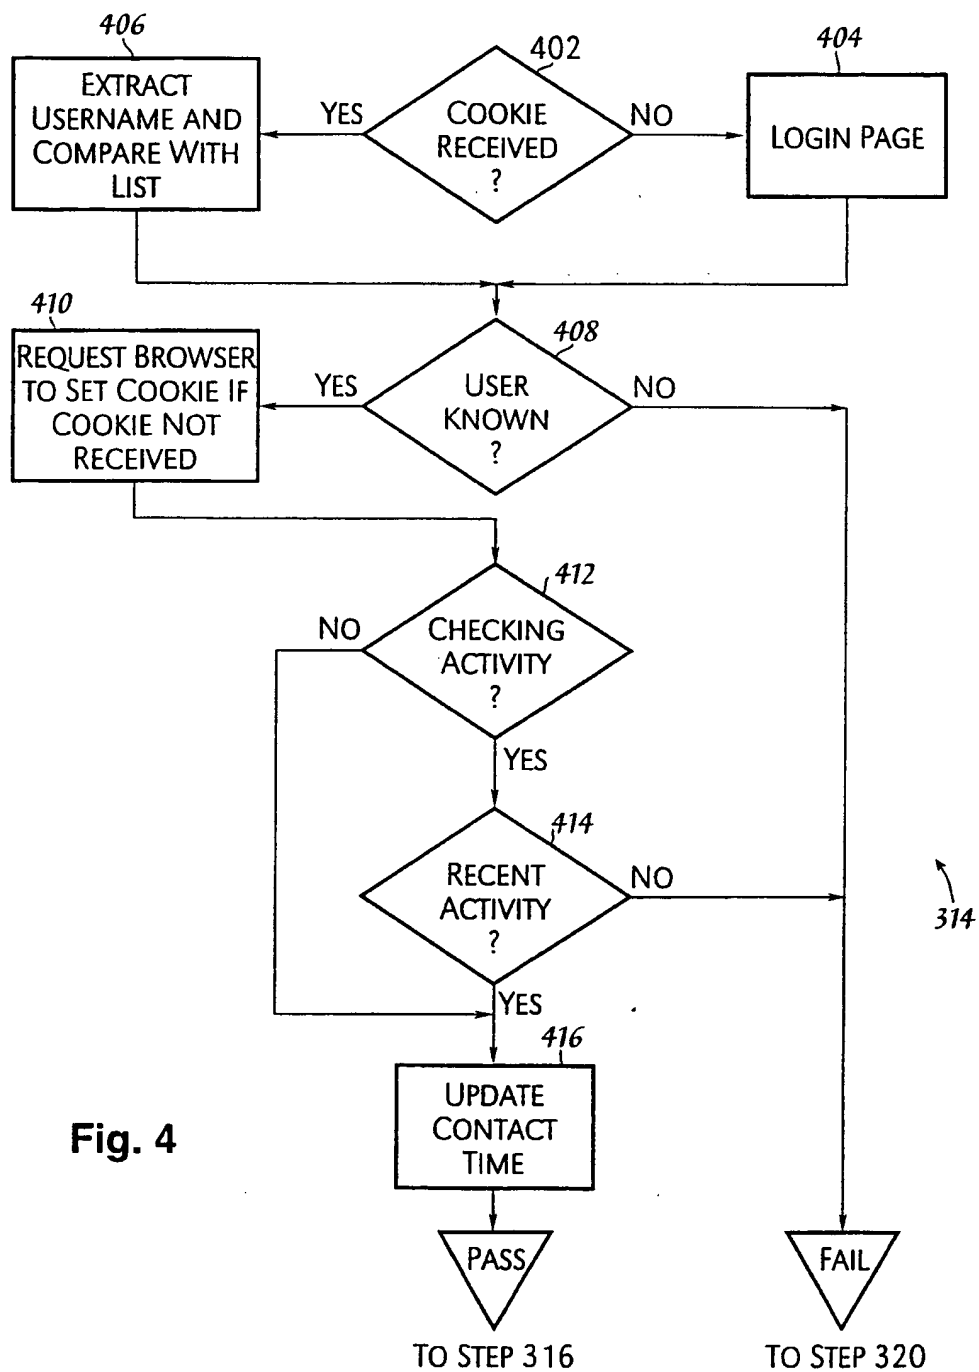 406
EXTRACT
USERNAME AND
COMPARE WITH
LIST
YES
402
COOKIE
RECEIVED
?
NO
404
LOGIN PAGE
410
REQUEST BROWSER
TO SET COOKIE IF
COOKIE NOT
RECEIVED
YES
408
USER
KNOWN
?
NO
412
NO
CHECKING
ACTIVITY
?
YES
414
RECENT
ACTIVITY
?
NO
YES
314
416
UPDATE
CONTACT
TIME
Fig. 4
PASS
FAIL
TO STEP 316
TO STEP 320